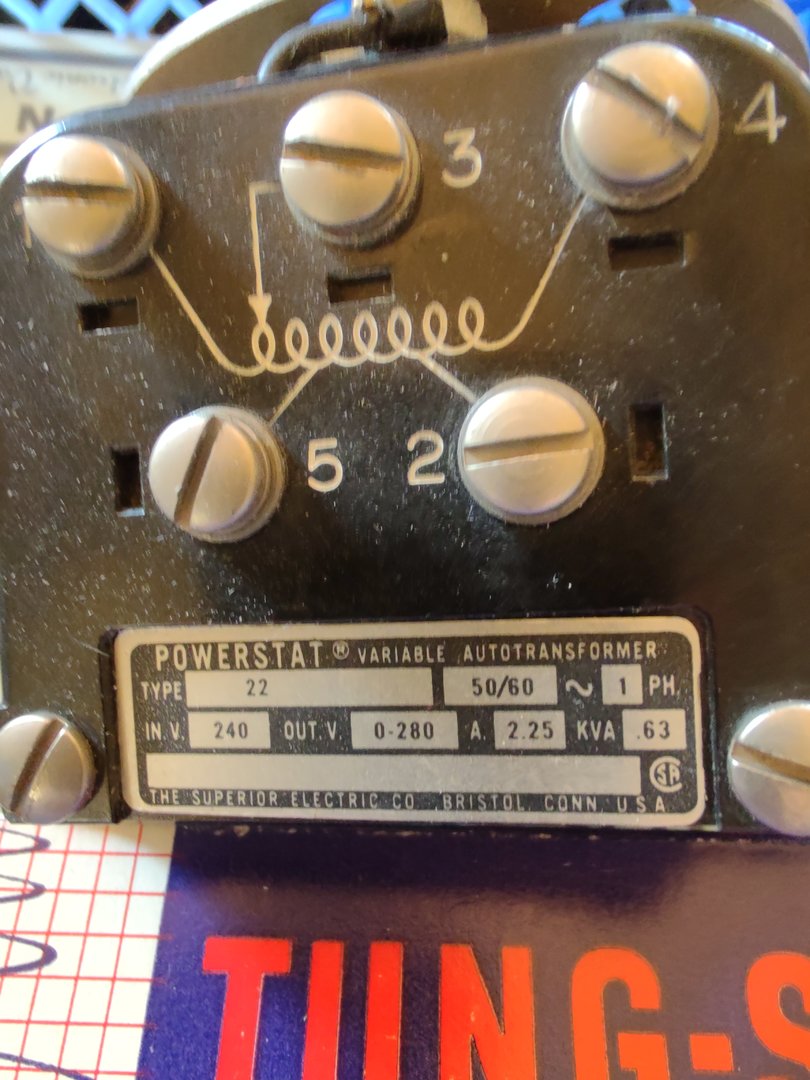 N
3
4
5
2
POWERSTAT® VARIABLE AUTOTRANSFORMER
TYPE 22 50/60 ~ 1 PH.
IN V. 240 OUT. V. 0-280 A. 2.25 KVA .63
THE SUPERIOR ELECTRIC CO., BRISTOL, CONN. U.S.A.
TUNG-S